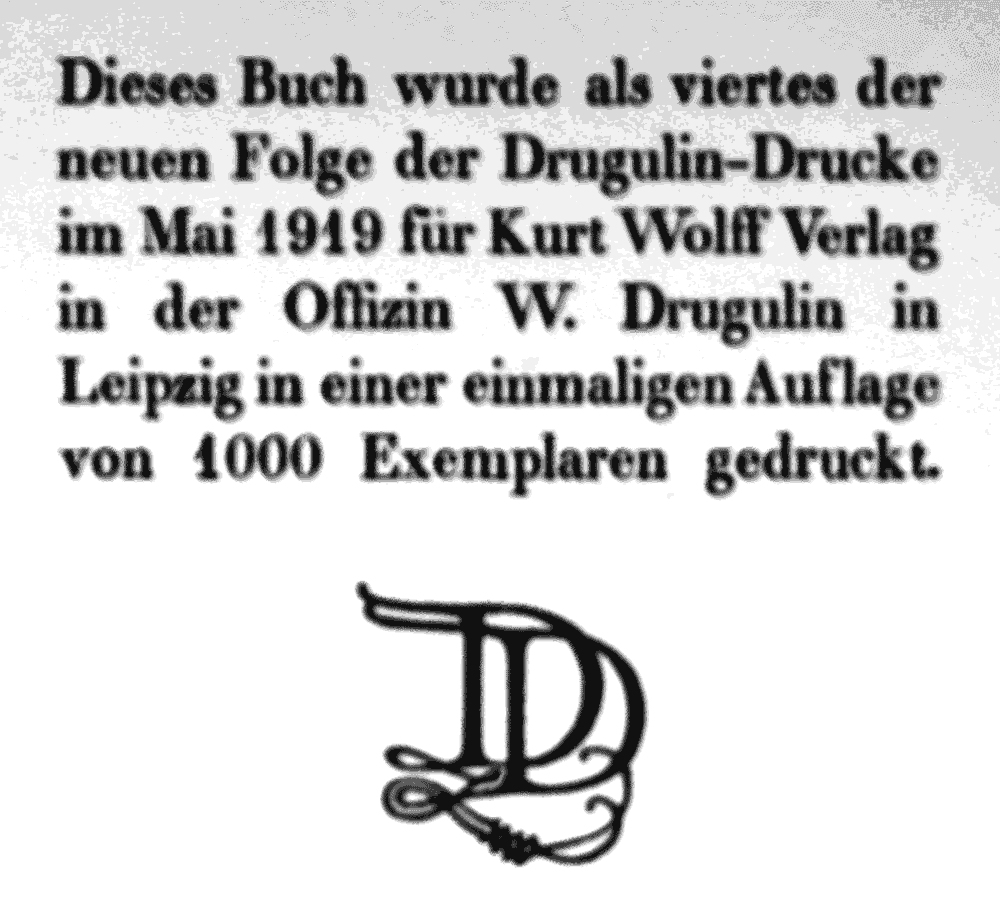 Dieses Buch wurde als viertes der
neuen Folge der Drugulin-Drucke
im Mai 1919 für Kurt Wolff Verlag
in der Offizin W. Drugulin in
Leipzig in einer einmaligen Auflage
von 1000 Exemplaren gedruckt.
DD